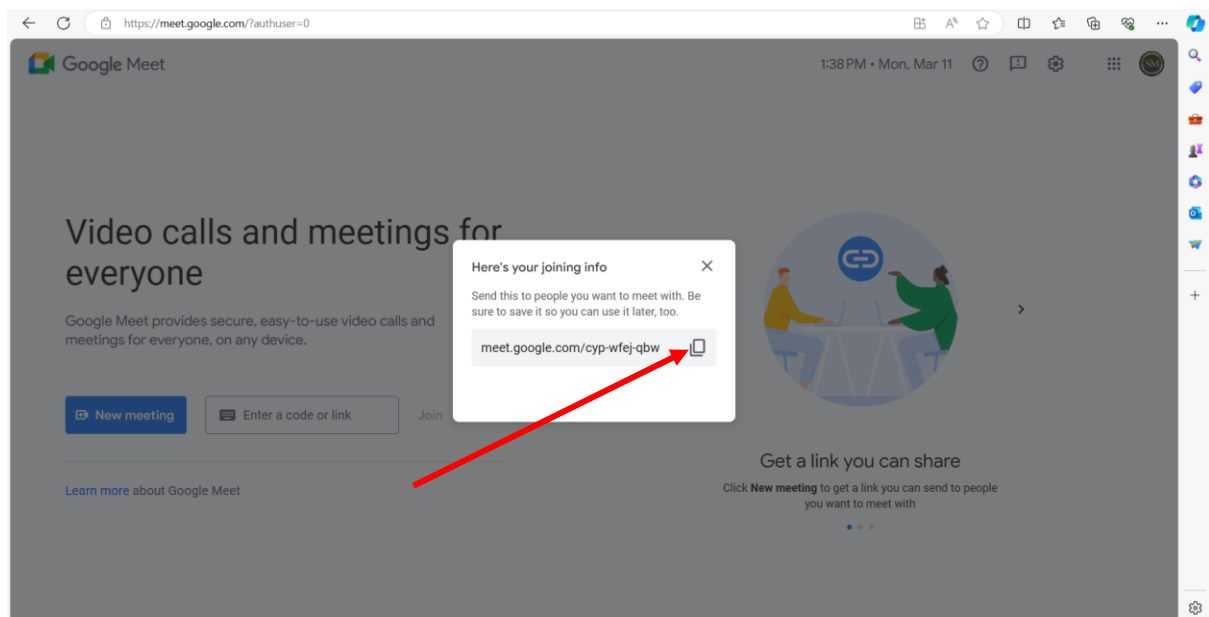 https://meet.google.com/?authuser=0
Google Meet
1:38 PM • Mon, Mar 11
SM
Video calls and meetings for
everyone
Google Meet provides secure, easy-to-use video calls and
meetings for everyone, on any device.
New meeting
Enter a code or link
Join
Learn more about Google Meet
Here's your joining info
Send this to people you want to meet with. Be
sure to save it so you can use it later, too.
meet.google.com/cyp-wfej-qbw
Get a link you can share
Click New meeting to get a link you can send to people
you want to meet with